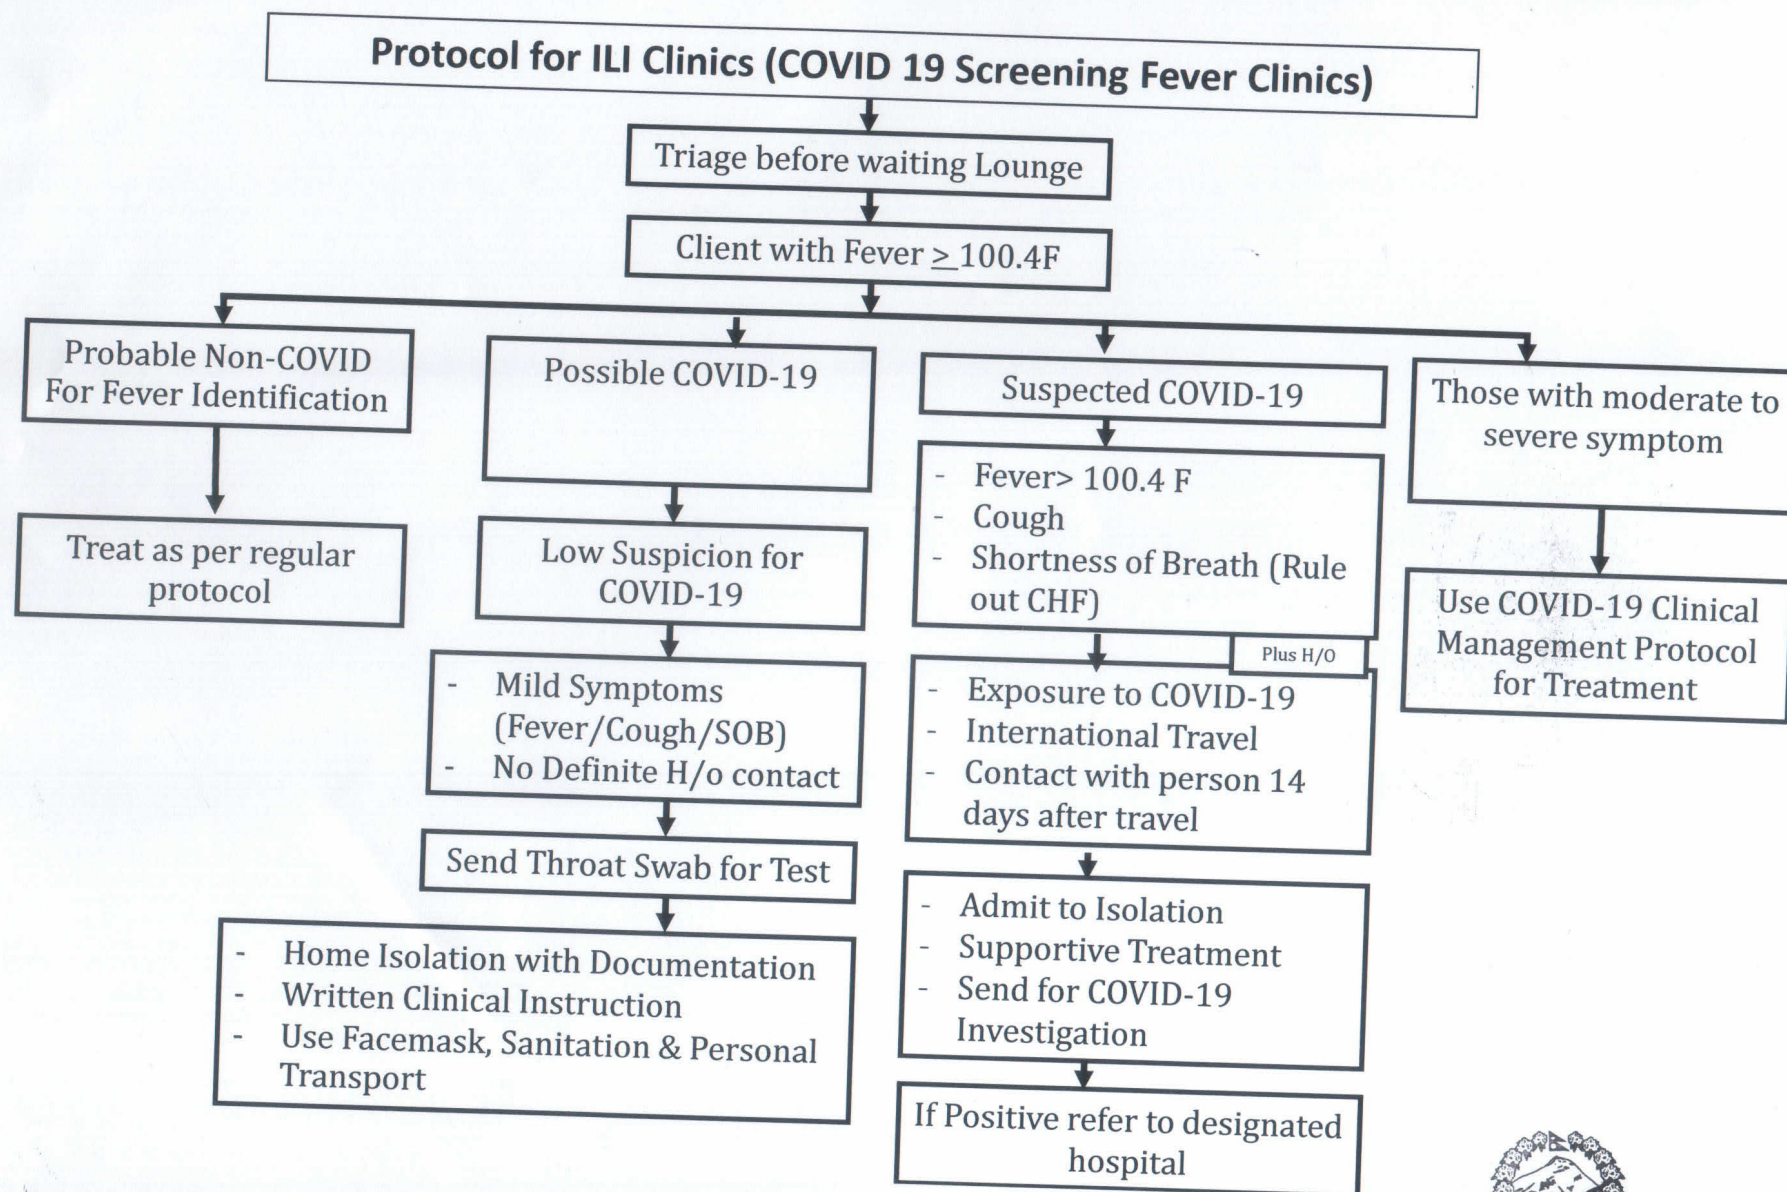 Protocol for ILI Clinics (COVID 19 Screening Fever Clinics)
Triage before waiting Lounge
Client with Fever ≥ 100.4F
Probable Non-COVID
For Fever Identification
Treat as per regular
protocol
Possible COVID-19
Low Suspicion for
COVID-19
- Mild Symptoms
(Fever/Cough/SOB)
- No Definite H/o contact
Send Throat Swab for Test
- Home Isolation with Documentation
- Written Clinical Instruction
- Use Facemask, Sanitation & Personal
Transport
Suspected COVID-19
- Fever> 100.4 F
- Cough
- Shortness of Breath (Rule
out CHF)
Plus H/O
- Exposure to COVID-19
- International Travel
- Contact with person 14
days after travel
- Admit to Isolation
- Supportive Treatment
- Send for COVID-19
Investigation
If Positive refer to designated
hospital
Those with moderate to
severe symptom
Use COVID-19 Clinical
Management Protocol
for Treatment